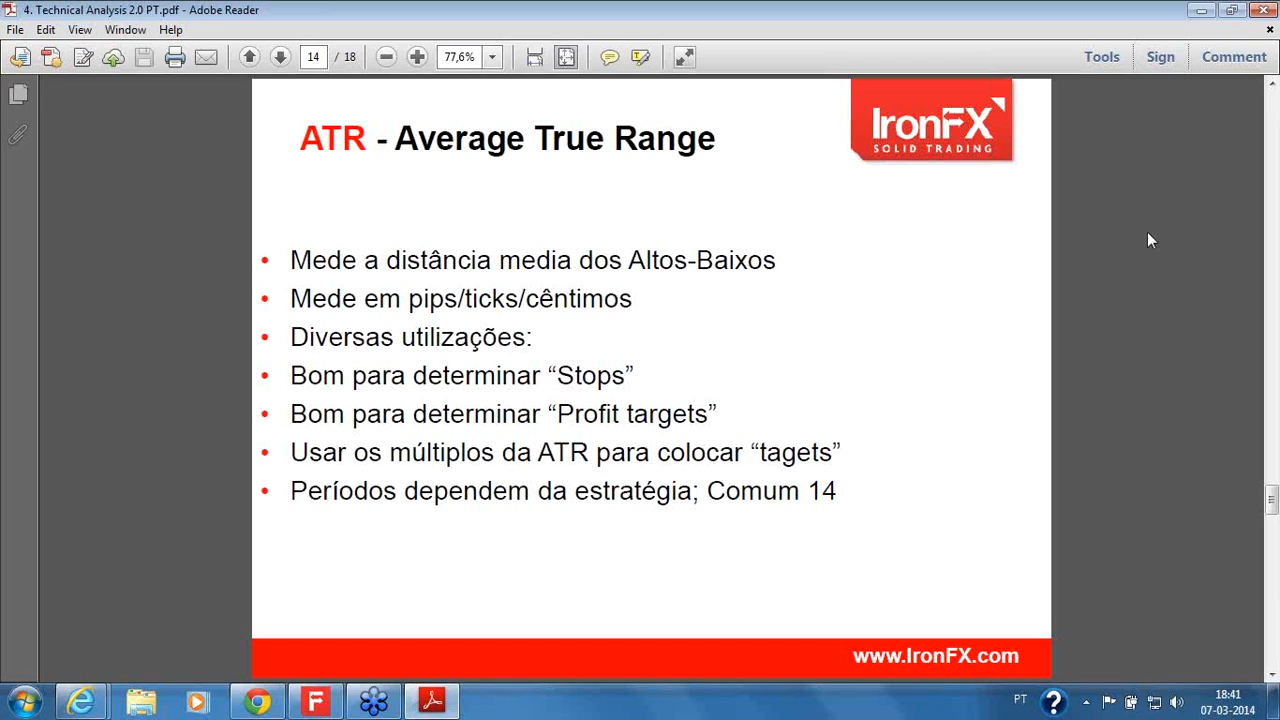 4. Technical Analysis 2.0 PT.pdf - Adobe Reader
File Edit View Window Help
14 / 18 77,6% Tools Sign Comment
IronFX
SOLID TRADING
ATR - Average True Range
• Mede a distância media dos Altos-Baixos
• Mede em pips/ticks/cêntimos
• Diversas utilizações:
• Bom para determinar “Stops”
• Bom para determinar “Profit targets”
• Usar os múltiplos da ATR para colocar “tagets”
• Períodos dependem da estratégia; Comum 14
www.IronFX.com
PT
18:41
07-03-2014